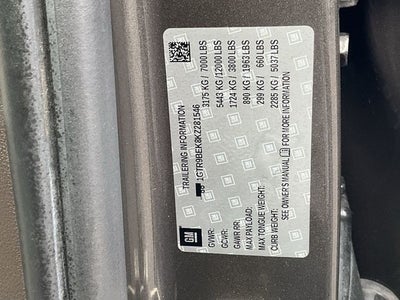 GM
TRAILERING INFORMATION
1GTR9BEK8KZ281546
GVWR: 3175 KG / 7000 LBS
GCWR: 5443 KG / 12000 LBS
GAWR RR: 1724 KG / 3800 LBS
MAX PAYLOAD: 890 KG / 1963 LBS
MAX TONGUE WEIGHT: 299 KG / 660 LBS
CURB WEIGHT: 2285 KG / 5037 LBS
SEE OWNER'S MANUAL FOR MORE INFORMATION